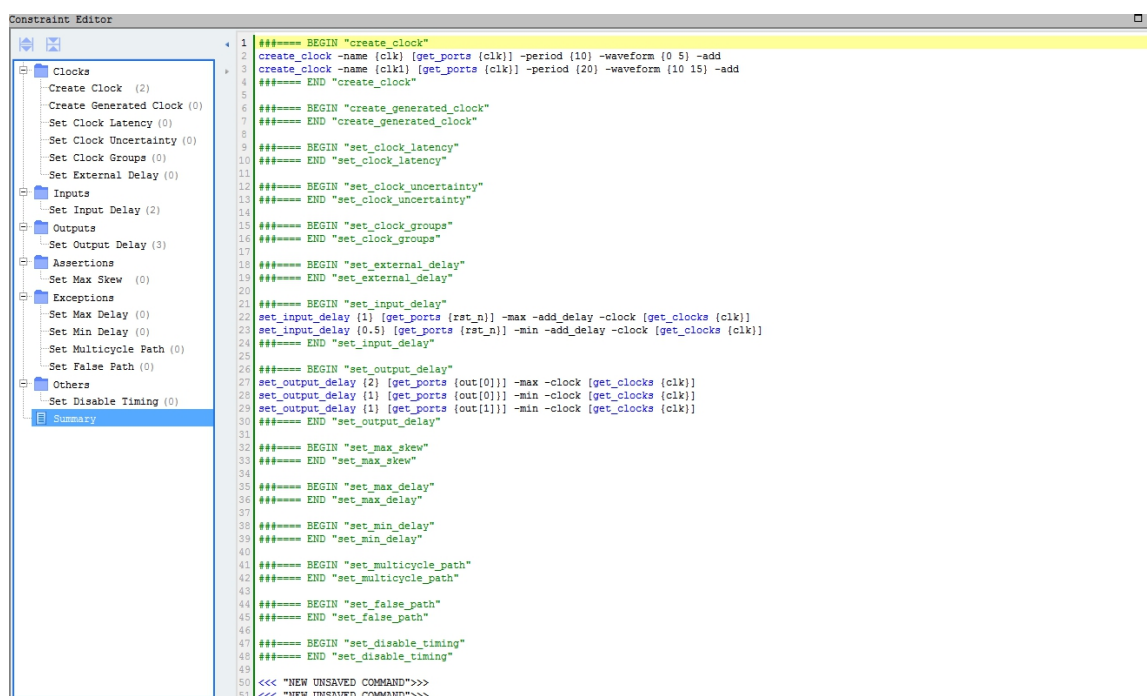 Constraint Editor
Clocks
Create Clock (2)
Create Generated Clock (0)
Set Clock Latency (0)
Set Clock Uncertainty (0)
Set Clock Groups (0)
Set External Delay (0)
Inputs
Set Input Delay (2)
Outputs
Set Output Delay (3)
Assertions
Set Max Skew (0)
Exceptions
Set Max Delay (0)
Set Min Delay (0)
Set Multicycle Path (0)
Set False Path (0)
Others
Set Disable Timing (0)
Summary
1 ###==== BEGIN "create_clock"
2 create_clock -name {clk} [get_ports {clk}] -period {10} -waveform {0 5} -add
3 create_clock -name {clk1} [get_ports {clk}] -period {20} -waveform {10 15} -add
4 ###==== END "create_clock"
5
6 ###==== BEGIN "create_generated_clock"
7 ###==== END "create_generated_clock"
8
9 ###==== BEGIN "set_clock_latency"
10 ###==== END "set_clock_latency"
11
12 ###==== BEGIN "set_clock_uncertainty"
13 ###==== END "set_clock_uncertainty"
14
15 ###==== BEGIN "set_clock_groups"
16 ###==== END "set_clock_groups"
17
18 ###==== BEGIN "set_external_delay"
19 ###==== END "set_external_delay"
20
21 ###==== BEGIN "set_input_delay"
22 set_input_delay {1} [get_ports {rst_n}] -max -add_delay -clock [get_clocks {clk}]
23 set_input_delay {0.5} [get_ports {rst_n}] -min -add_delay -clock [get_clocks {clk}]
24 ###==== END "set_input_delay"
25
26 ###==== BEGIN "set_output_delay"
27 set_output_delay {2} [get_ports {out[0]}] -max -clock [get_clocks {clk}]
28 set_output_delay {1} [get_ports {out[0]}] -min -clock [get_clocks {clk}]
29 set_output_delay {1} [get_ports {out[1]}] -min -clock [get_clocks {clk}]
30 ###==== END "set_output_delay"
31
32 ###==== BEGIN "set_max_skew"
33 ###==== END "set_max_skew"
34
35 ###==== BEGIN "set_max_delay"
36 ###==== END "set_max_delay"
37
38 ###==== BEGIN "set_min_delay"
39 ###==== END "set_min_delay"
40
41 ###==== BEGIN "set_multicycle_path"
42 ###==== END "set_multicycle_path"
43
44 ###==== BEGIN "set_false_path"
45 ###==== END "set_false_path"
46
47 ###==== BEGIN "set_disable_timing"
48 ###==== END "set_disable_timing"
49
50 <<< "NEW UNSAVED COMMAND">>>
51 <<< "NEW UNSAVED COMMAND">>>